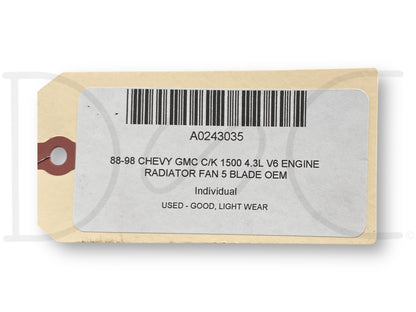 A0243035
88-98 CHEVY GMC C/K 1500 4.3L V6 ENGINE
RADIATOR FAN 5 BLADE OEM
Individual
USED - GOOD, LIGHT WEAR